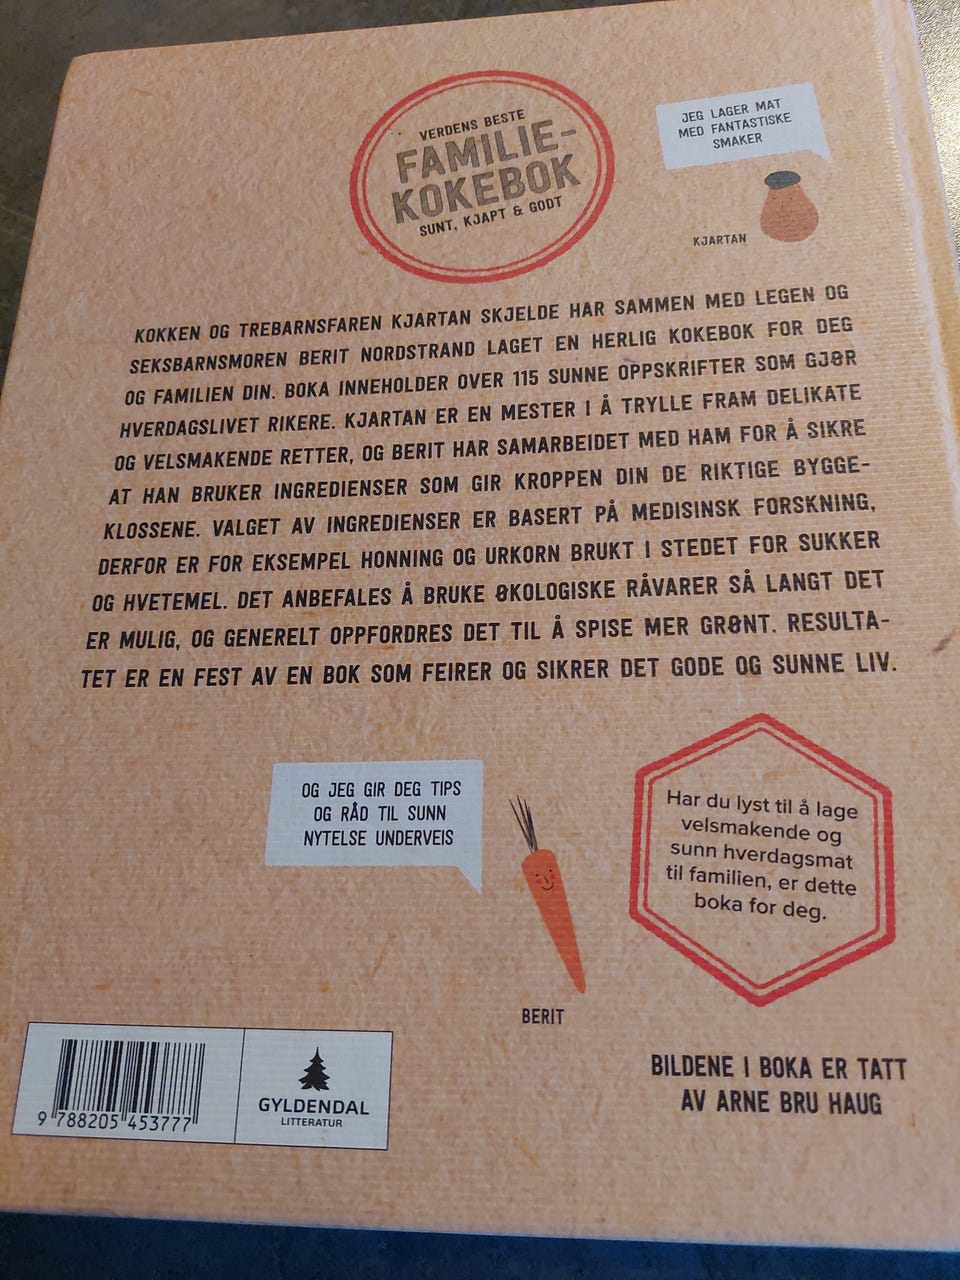 VERDENS BESTE
FAMILIE-
KOKEBOK
SUNT, KJAPT & GODT
JEG LAGER MAT
MED FANTASTISKE
SMAKER
KJARTAN
KOKKEN OG TREBARNSFAREN KJARTAN SKJELDE HAR SAMMEN MED LEGEN OG
SEKSBARNSMOREN BERIT NORDSTRAND LAGET EN HERLIG KOKEBOK FOR DEG
OG FAMILIEN DIN. BOKA INNEHOLDER OVER 115 SUNNE OPPSKRIFTER SOM GJØR
HVERDAGSLIVET RIKERE. KJARTAN ER EN MESTER I Å TRYLLE FRAM DELIKATE
OG VELSMAKENDE RETTER, OG BERIT HAR SAMARBEIDET MED HAM FOR Å SIKRE
AT HAN BRUKER INGREDIENSER SOM GIR KROPPEN DIN DE RIKTIGE BYGGE-
KLOSSENE. VALGET AV INGREDIENSER ER BASERT PÅ MEDISINSK FORSKNING,
DERFOR ER FOR EKSEMPEL HONNING OG URKORN BRUKT I STEDET FOR SUKKER
OG HVETEMEL. DET ANBEFALES Å BRUKE ØKOLOGISKE RÅVARER SÅ LANGT DET
ER MULIG, OG GENERELT OPPFORDRES DET TIL Å SPISE MER GRØNT. RESULTA-
TET ER EN FEST AV EN BOK SOM FEIRER OG SIKRER DET GODE OG SUNNE LIV.
OG JEG GIR DEG TIPS
OG RÅD TIL SUNN
NYTELSE UNDERVEIS
BERIT
Har du lyst til å lage
velsmakende og
sunn hverdagsmat
til familien, er dette
boka for deg.
BILDENE I BOKA ER TATT
AV ARNE BRU HAUG
9 788205 453777
GYLDENDAL
LITTERATUR